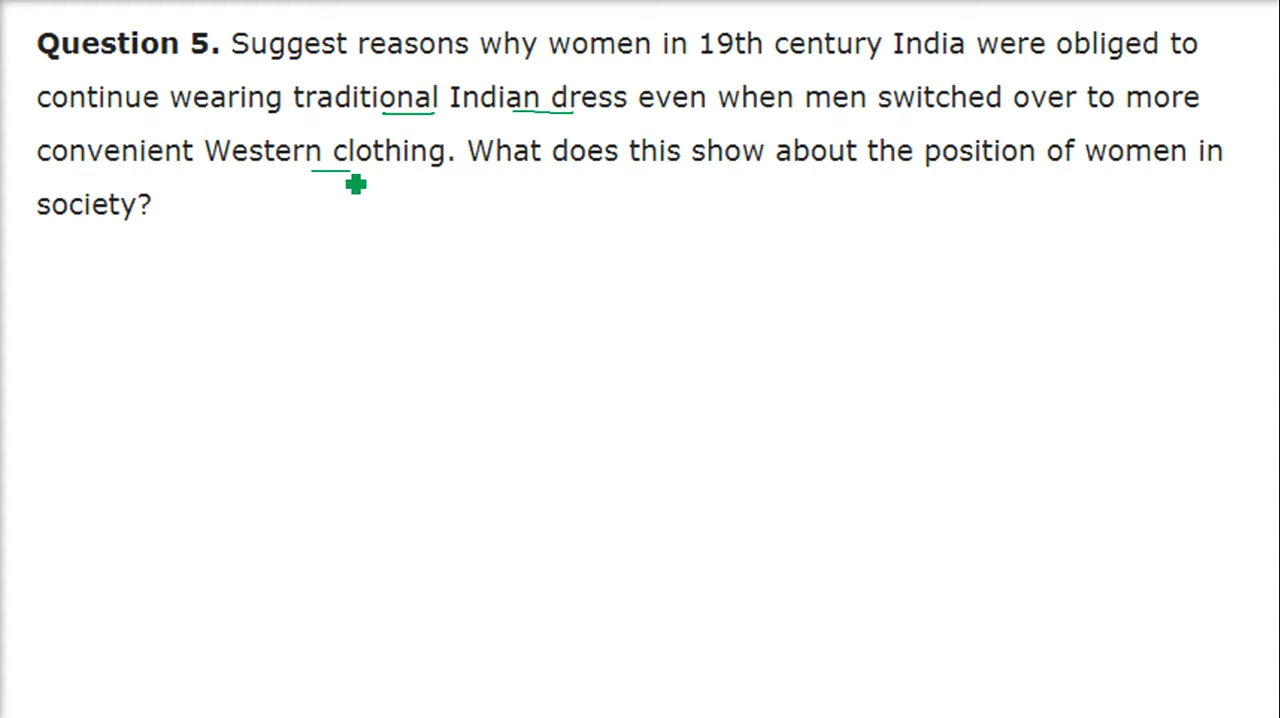 Question 5. Suggest reasons why women in 19th century India were obliged to
continue wearing traditional Indian dress even when men switched over to more
convenient Western clothing. What does this show about the position of women in
society?